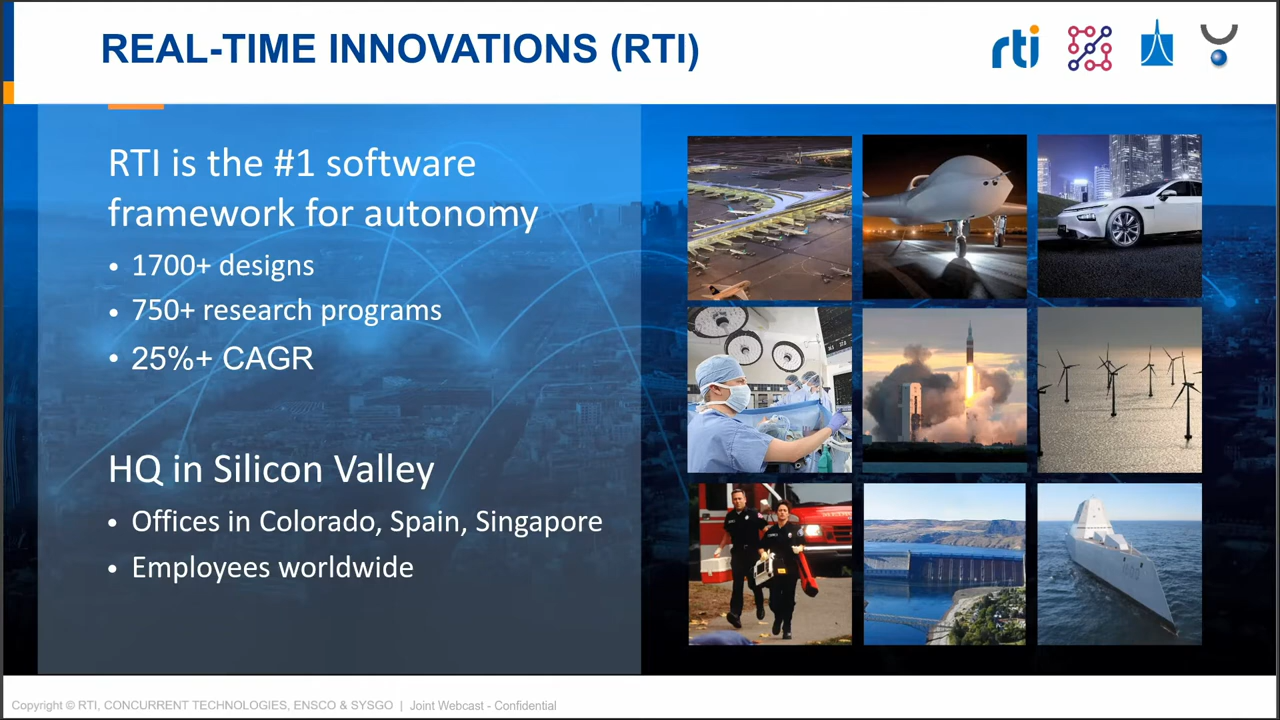 REAL-TIME INNOVATIONS (RTI)
rti
RTI is the #1 software
framework for autonomy
• 1700+ designs
• 750+ research programs
• 25%+ CAGR
HQ in Silicon Valley
• Offices in Colorado, Spain, Singapore
• Employees worldwide
Copyright © RTI, CONCURRENT TECHNOLOGIES, ENSCO & SYSGO | Joint Webcast - Confidential